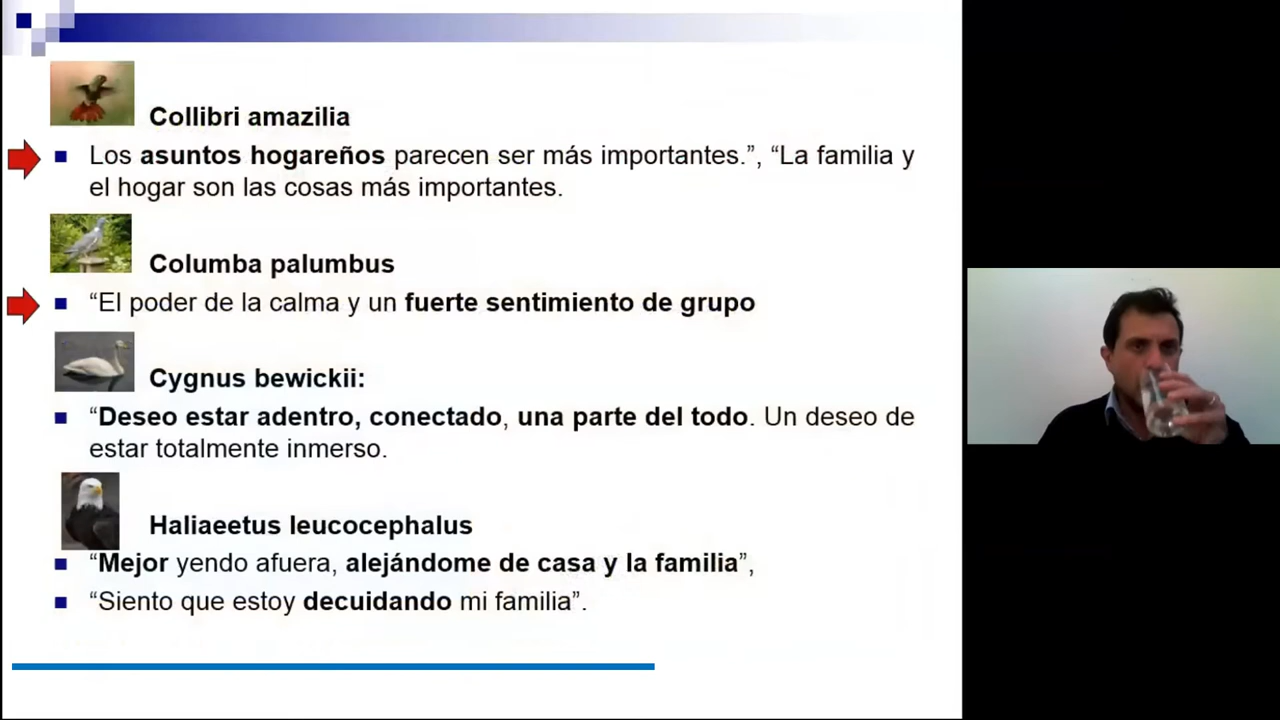 Collibri amazilia
Los asuntos hogareños parecen ser más importantes.”, “La familia y
el hogar son las cosas más importantes.
Columba palumbus
“El poder de la calma y un fuerte sentimiento de grupo
Cygnus bewickii:
“Deseo estar adentro, conectado, una parte del todo. Un deseo de
estar totalmente inmerso.
Haliaeetus leucocephalus
“Mejor yendo afuera, alejándome de casa y la familia”,
“Siento que estoy decuidando mi familia”.